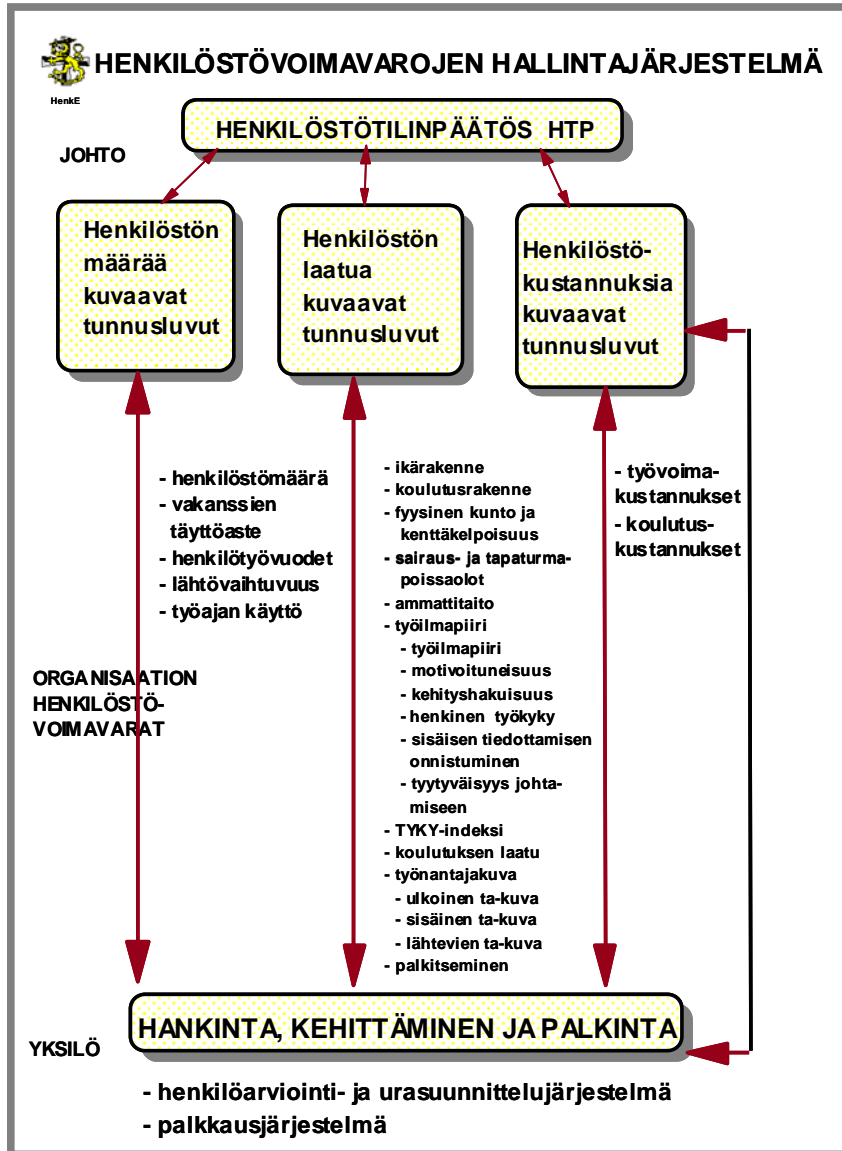 HENKILÖSTÖVOIMAVAROJEN HALLINTAJÄRJESTELMÄ
HenkE
HENKILÖSTÖTILINPÄÄTÖS HTP
JOHTO
Henkilöstön
määrää
kuvaavat
tunnusluvut
Henkilöstön
laatua
kuvaavat
tunnusluvut
Henkilöstö-
kustannuksia
kuvaavat
tunnusluvut
- henkilöstömäärä
- vakanssien
täyttöaste
- henkilötyövuodet
- lähtövaihtuvuus
- työajan käyttö
- ikärakenne
- koulutusrakenne
- fyysinen kunto ja
kenttäkelpoisuus
- sairaus- ja tapaturma-
poissaolot
- ammattitaito
- työilmapiiri
- työilmapiiri
- motivoituneisuus
- kehityshakuisuus
- henkinen työkyky
- sisäisen tiedottamisen
onnistuminen
- tyytyväisyys johta-
miseen
- TYKY-indeksi
- koulutuksen laatu
- työnantajakuva
- ulkoinen ta-kuva
- sisäinen ta-kuva
- lähtevien ta-kuva
- palkitseminen
- työvoima-
kustannukset
- koulutus-
kustannukset
ORGANISAATION
HENKILÖSTÖ-
VOIMAVARAT
HANKINTA, KEHITTÄMINEN JA PALKINTA
YKSILÖ
- henkilöarviointi- ja urasuunnittelujärjestelmä
- palkkausjärjestelmä